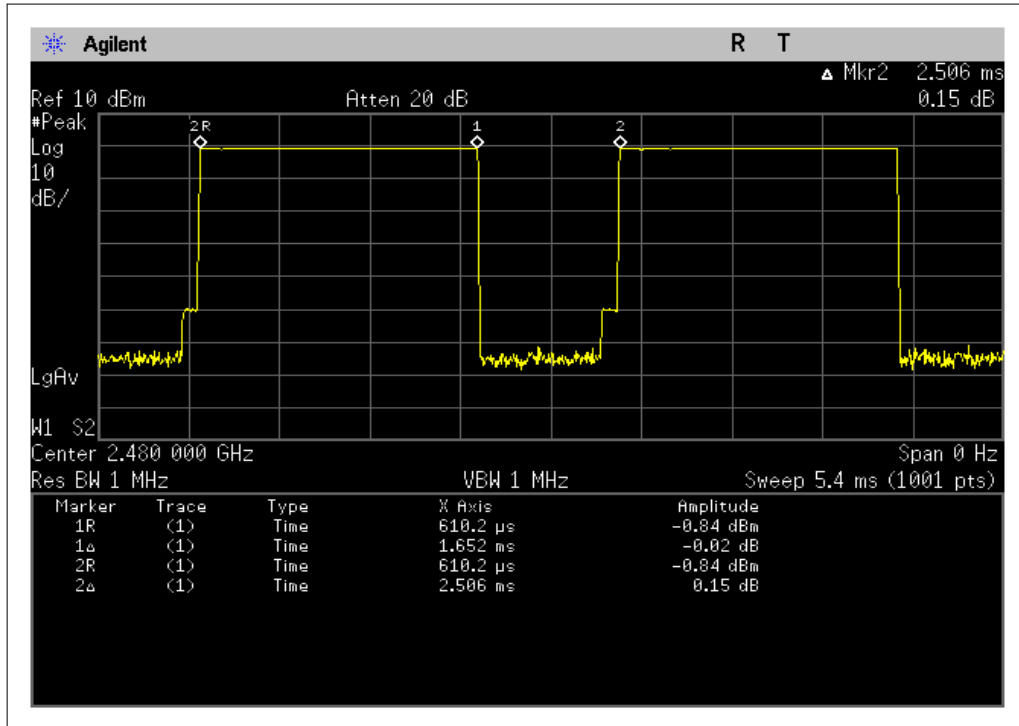 Agilent R T
Δ Mkr2 2.506 ms
Ref 10 dBm Atten 20 dB 0.15 dB
#Peak
Log
10
dB/
2R 1 2
LgAv
W1 S2
Center 2.480 000 GHz Span 0 Hz
Res BW 1 MHz VBW 1 MHz Sweep 5.4 ms (1001 pts)
Marker Trace Type X Axis Amplitude
1R (1) Time 610.2 µs -0.84 dBm
1Δ (1) Time 1.652 ms -0.02 dB
2R (1) Time 610.2 µs -0.84 dBm
2Δ (1) Time 2.506 ms 0.15 dB